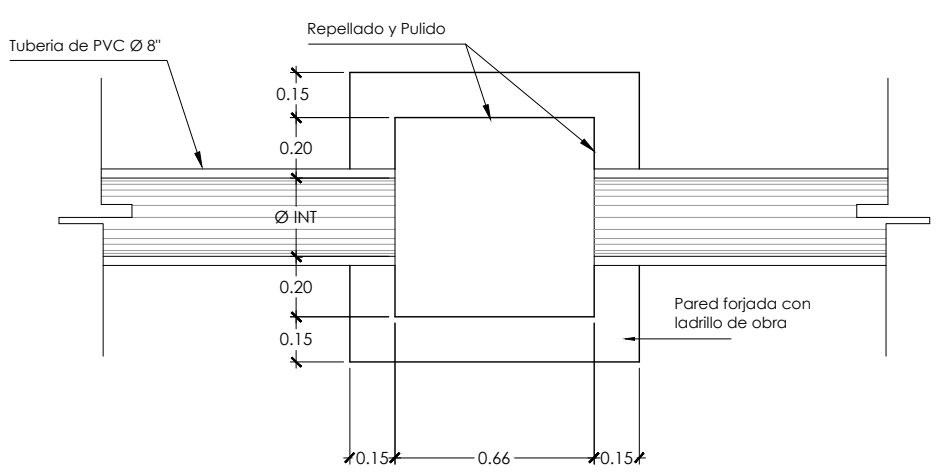 Repellado y Pulido
Tuberia de PVC Ø 8"
0.15
0.20
Ø INT
0.20
0.15
Pared forjada con
ladrillo de obra
0.15 0.66 0.15